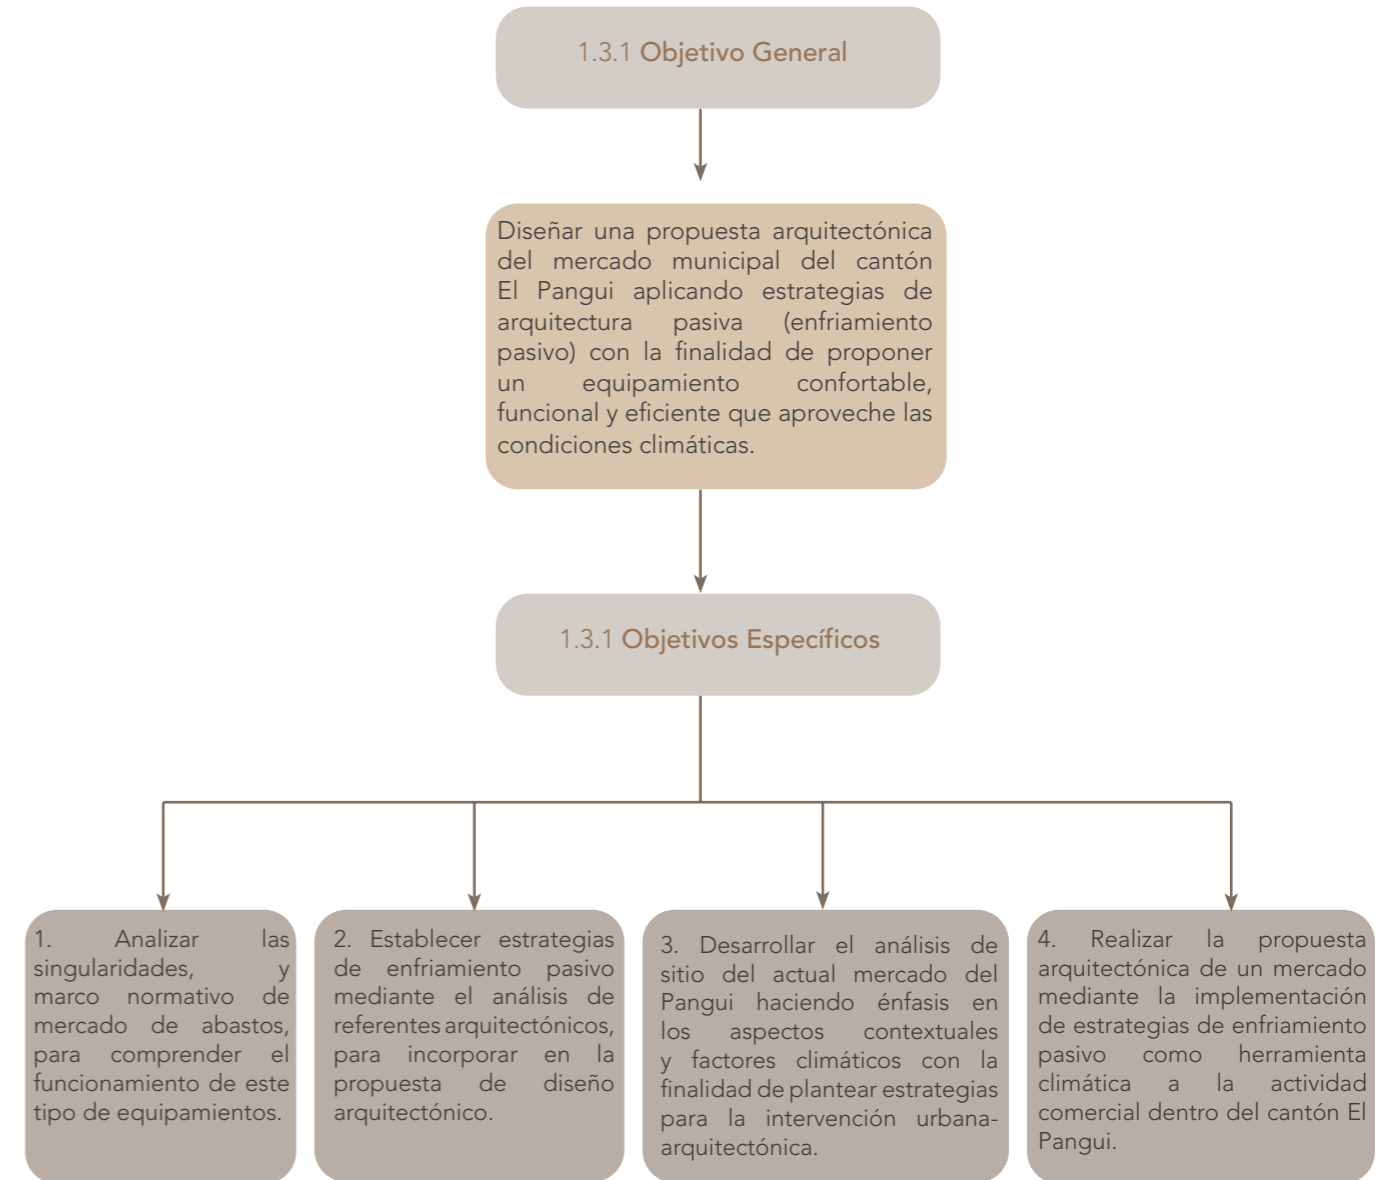 1.3.1 Objetivo General
Diseñar una propuesta arquitectónica
del mercado municipal del cantón
El Pangui aplicando estrategias de
arquitectura pasiva (enfriamiento
pasivo) con la finalidad de proponer
un equipamiento confortable,
funcional y eficiente que aproveche las
condiciones climáticas.
1.3.1 Objetivos Específicos
1. Analizar las
singularidades, y
marco normativo de
mercado de abastos,
para comprender el
funcionamiento de este
tipo de equipamientos.
2. Establecer estrategias
de enfriamiento pasivo
mediante el análisis de
referentes arquitectónicos,
para incorporar en la
propuesta de diseño
arquitectónico.
3. Desarrollar el análisis de
sitio del actual mercado del
Pangui haciendo énfasis en
los aspectos contextuales
y factores climáticos con la
finalidad de plantear estrategias
para la intervención urbana-
arquitectónica.
4. Realizar la propuesta
arquitectónica de un mercado
mediante la implementación
de estrategias de enfriamiento
pasivo como herramienta
climática a la actividad
comercial dentro del cantón El
Pangui.